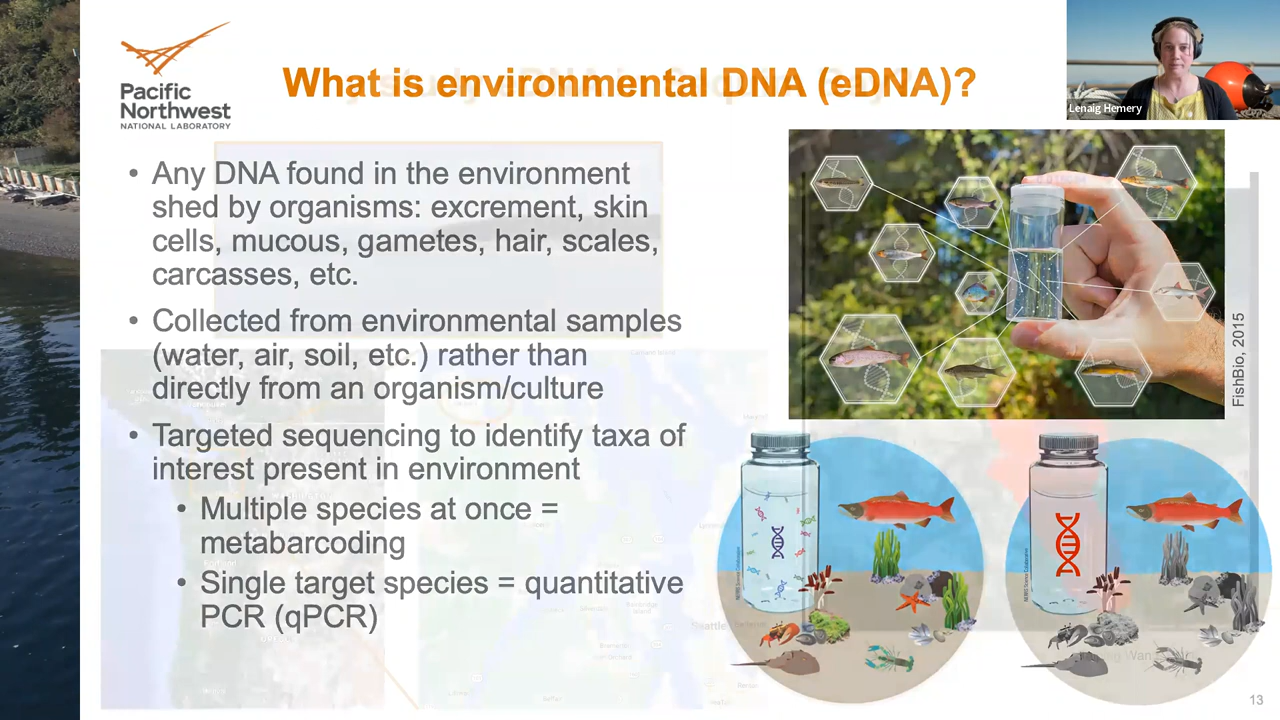 Pacific
Northwest
NATIONAL LABORATORY
What is environmental DNA (eDNA)?
Lenaig Hemery
• Any DNA found in the environment
shed by organisms: excrement, skin
cells, mucous, gametes, hair, scales,
carcasses, etc.
• Collected from environmental samples
(water, air, soil, etc.) rather than
directly from an organism/culture
• Targeted sequencing to identify taxa of
interest present in environment
• Multiple species at once =
metabarcoding
• Single target species = quantitative
PCR (qPCR)
FishBio, 2015
Seattle
13